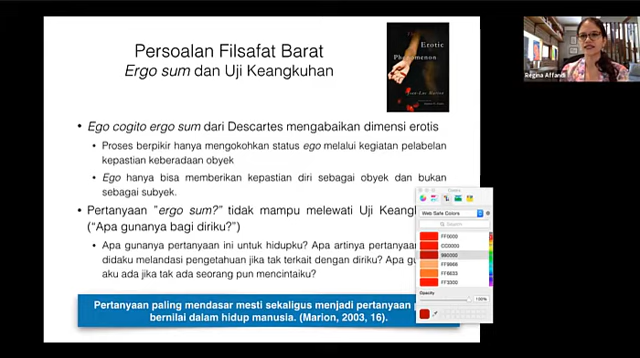 Persoalan Filsafat Barat
Ergo sum dan Uji Keangkuhan
Erotic
Phenomenon
Regina Affandi
• Ego cogito ergo sum dari Descartes mengabaikan dimensi erotis
• Proses berpikir hanya mengokohkan status ego melalui kegiatan pelabelan
kepastian keberadaan obyek
• Ego hanya bisa memberikan kepastian diri sebagai obyek dan bukan
sebagai subyek.
• Pertanyaan "ergo sum?" tidak mampu melewati Uji
("Apa gunanya bagi diriku?")
• Apa gunanya pertanyaan ini untuk hidupku? Apa artinya
didaku melandasi pengetahuan jika tak terkait dengan diriku? Apa
aku ada jika tak ada seorang pun mencintaiku?
Pertanyaan paling mendasar mesti sekaligus menjadi pertanyaan
bernilai dalam hidup manusia. (Marion, 2003, 16).
Colors
Web Safe Colors
Search
FF0000
CC0000
990000
FF9966
FF6633
FF3300
Opacity
100%